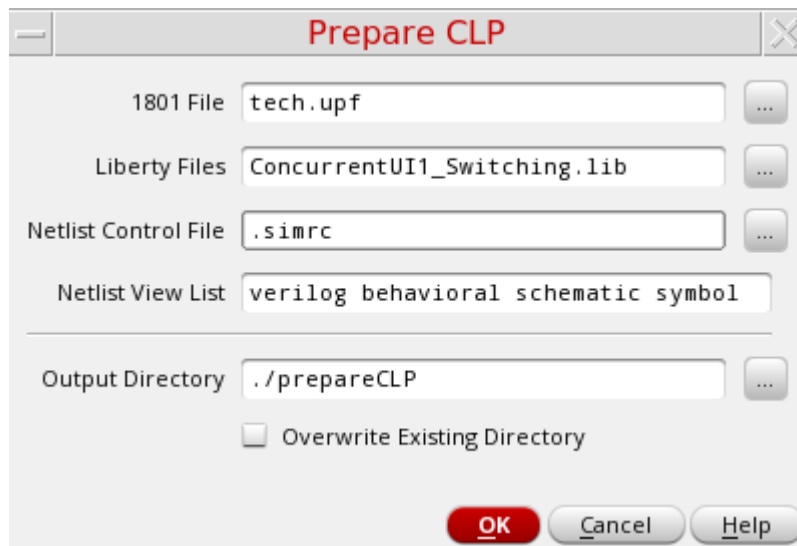 Prepare CLP
1801 File tech.upf ...
Liberty Files ConcurrentUI1_Switching.lib ...
Netlist Control File .simrc ...
Netlist View List verilog behavioral schematic symbol
Output Directory ./prepareCLP ...
Overwrite Existing Directory
OK Cancel Help